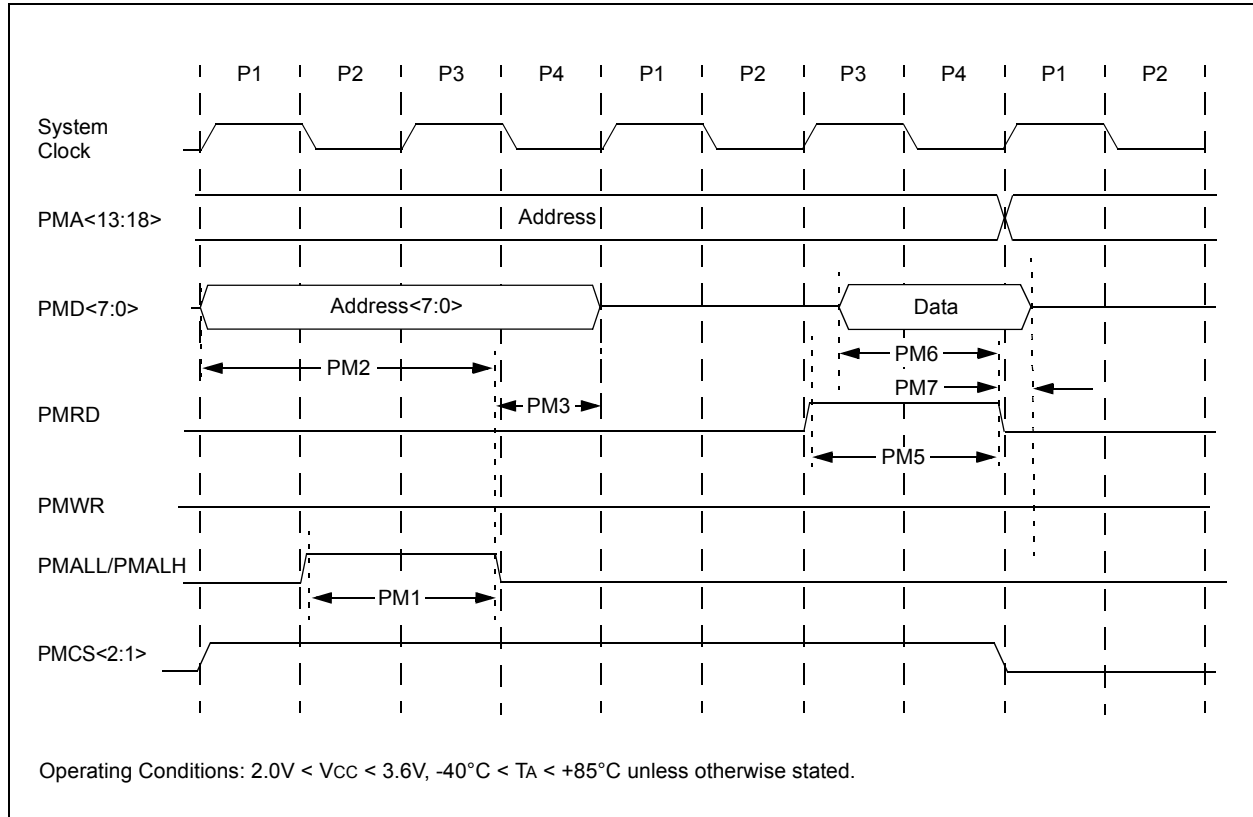 P1 P2 P3 P4 P1 P2 P3 P4 P1 P2
System
Clock
PMA<13:18>
Address
PMD<7:0>
Address<7:0>
Data
PM2
PM6
PM7
PM3
PMRD
PM5
PMWR
PMALL/PMALH
PM1
PMCS<2:1>
Operating Conditions: 2.0V < VCC < 3.6V, -40°C < TA < +85°C unless otherwise stated.